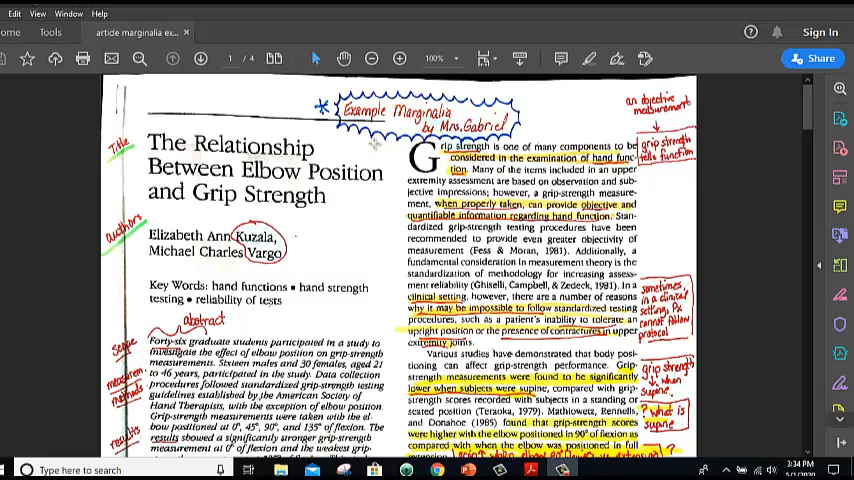 Edit View Window Help
ome Tools article marginalia ex... × Sign In
1 / 4 100% Share
* Example Marginalia
by Mrs. Gabriel
Title
The Relationship
Between Elbow Position
and Grip Strength
authors
Elizabeth Ann Kuzala,
Michael Charles Vargo
Key Words: hand functions • hand strength
testing • reliability of tests
abstract
scope
measurement
methods
results
Forty-six graduate students participated in a study to
investigate the effect of elbow position on grip-strength
measurements. Sixteen males and 30 females, aged 21
to 46 years, participated in the study. Data collection
procedures followed standardized grip-strength testing
guidelines established by the American Society of
Hand Therapists, with the exception of elbow position.
Grip-strength measurements were taken with the el-
bow positioned at 0°, 45°, 90°, and 135° of flexion. The
results showed a significantly stronger grip-strength
measurement at 0° of flexion and the weakest grip-
Grip strength is one of many components to be
considered in the examination of hand func-
tion. Many of the items included in an upper
extremity assessment are based on observation and sub-
jective impressions; however, a grip-strength measure-
ment, when properly taken, can provide objective and
quantifiable information regarding hand function. Stan-
dardized grip-strength testing procedures have been
recommended to provide even greater objectivity of
measurement (Fess & Moran, 1981). Additionally, a
fundamental consideration in measurement theory is the
standardization of methodology for increasing assess-
ment reliability (Ghiselli, Campbell, & Zedeck, 1981). In a
clinical setting, however, there are a number of reasons
why it may be impossible to follow standardized testing
procedures, such as a patient's inability to tolerate an
upright position or the presence of contractures in upper
extremity joints.
Various studies have demonstrated that body posi-
tioning can affect grip-strength performance. Grip-
strength measurements were found to be significantly
lower when subjects were supine, compared with grip-
strength scores recorded with subjects in a standing or
seated position (Teraoka, 1979). Mathiowetz, Rennells,
and Donahoe (1985) found that grip-strength scores
were higher with the elbow positioned in 90° of flexion as
compared with when the elbow was positioned in full
an objective
measurement
grip strength
tells function
sometimes,
in a clinical
setting, Px
cannot follow
protocol
grip strength
↓ when
supine
? what is
supine
?
Type here to search
3:34 PM